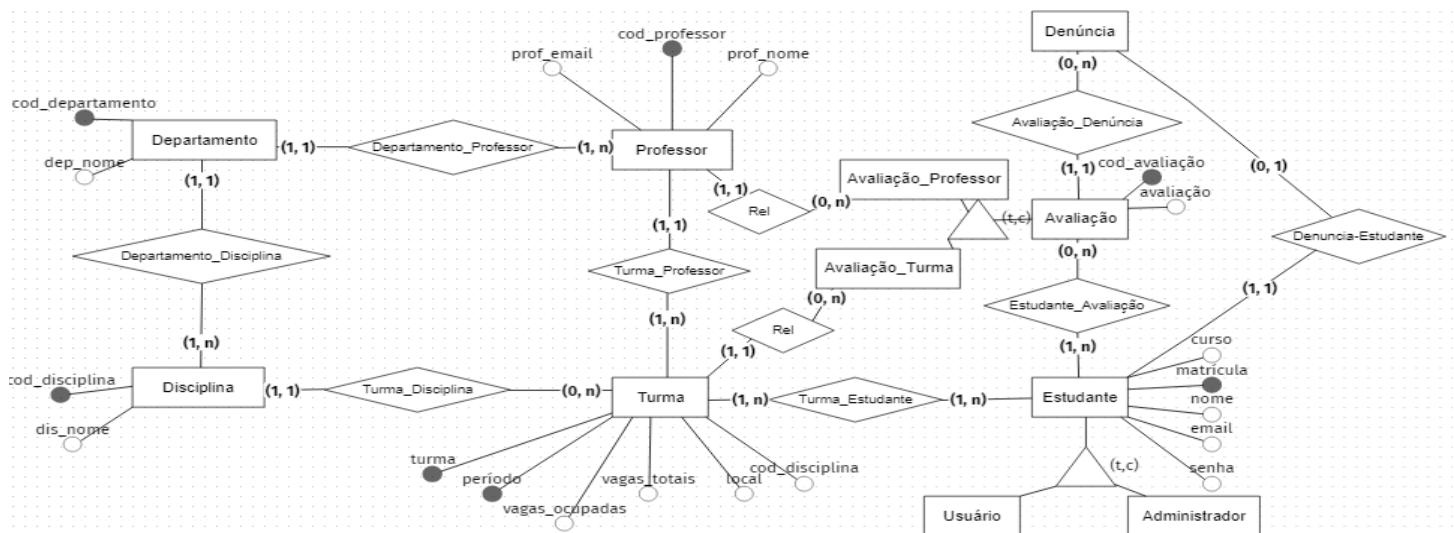 Denúncia
(0, n)
cod_professor
prof_email
prof_nome
cod_departamento
Avaliação_Denúncia
Departamento
(1, 1)
Departamento_Professor
(1, n)
Professor
dep_nome
(1, 1)
cod_avaliação
(0, 1)
(1, 1)
(1, 1)
Avaliação_Professor
avaliação
Rel
(0, n)
(t,c)
Avaliação
(1, 1)
Denuncia-Estudante
Departamento_Disciplina
Turma_Professor
Avaliação_Turma
(0, n)
(0, n)
Estudante_Avaliação
(1, 1)
(1, n)
Rel
(1, n)
(1, n)
curso
(1, 1)
cod_disciplina
Disciplina
(1, 1)
Turma_Disciplina
(0, n)
Turma
(1, n)
Turma_Estudante
(1, n)
Estudante
matrícula
nome
dis_nome
email
turma
período
vagas_totais
local
cod_disciplina
(t,c)
senha
vagas_ocupadas
Usuário
Administrador